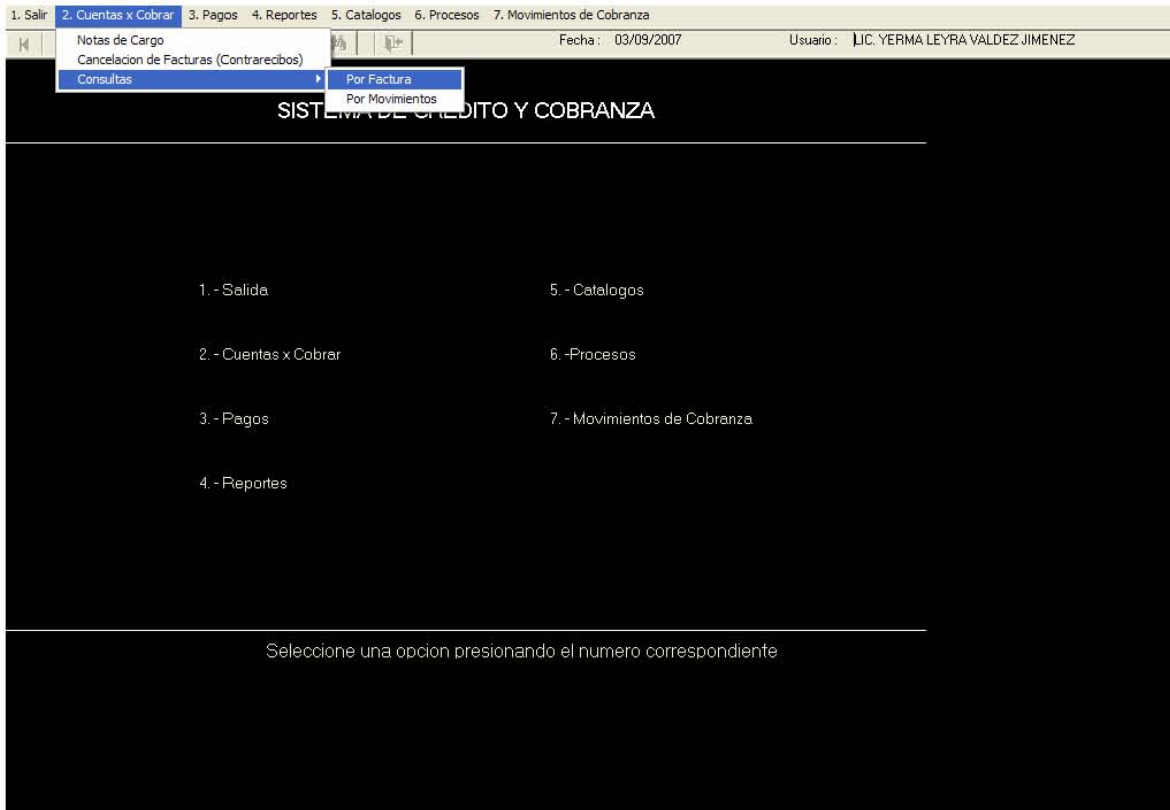 1. Salir 2. Cuentas x Cobrar 3. Pagos 4. Reportes 5. Catalogos 6. Procesos 7. Movimientos de Cobranza
Fecha : 03/09/2007 Usuario : LIC. YERMA LEYRA VALDEZ JIMENEZ
Notas de Cargo
Cancelacion de Facturas (Contrarecibos)
Consultas
Por Factura
Por Movimientos
SISTEMA DE CREDITO Y COBRANZA
1. - Salida
5. - Catalogos
2. - Cuentas x Cobrar
6. -Procesos
3. - Pagos
7. - Movimientos de Cobranza
4. - Reportes
Seleccione una opcion presionando el numero correspondiente